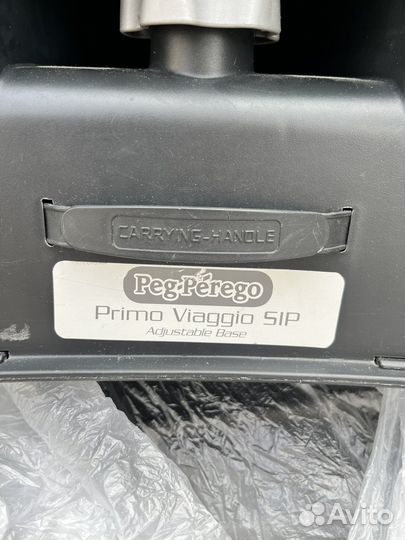 CARRYING-HANDLE
Peg-Pérego
Primo Viaggio SIP
Adjustable Base
Avito